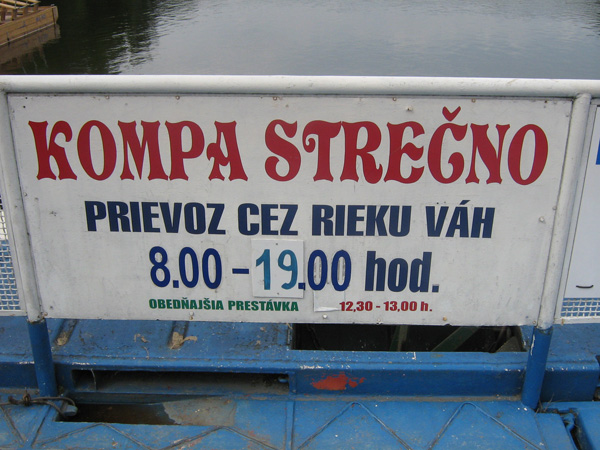 KOMPA STREČNO
PRIEVOZ CEZ RIEKU VÁH
8.00 - 19.00 hod.
OBEDŇAJŠIA PRESTÁVKA 12,30 - 13,00 h.